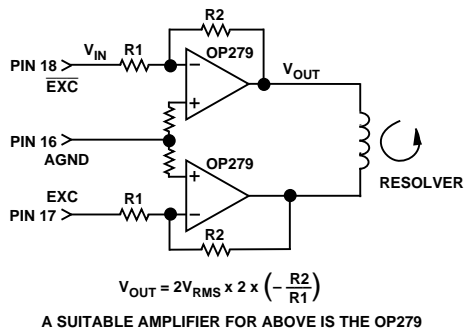 R2
V_IN
R1
OP279
PIN 18
EXC
V_OUT
PIN 16
AGND
OP279
RESOLVER
EXC
R1
PIN 17
R2
V_OUT = 2V_RMS x 2 x (– R2/R1)
A SUITABLE AMPLIFIER FOR ABOVE IS THE OP279